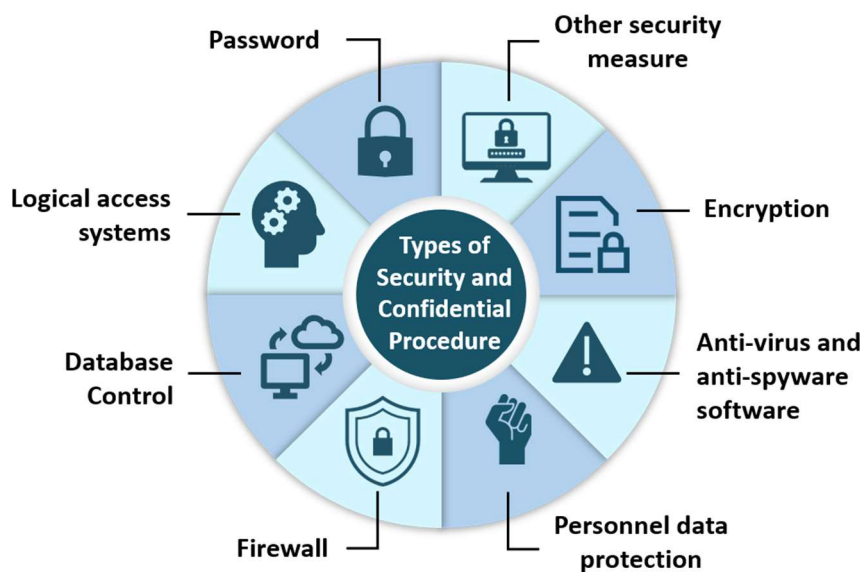 Password
Other security
measure
Logical access
systems
Encryption
Types of
Security and
Confidential
Procedure
Database
Control
Anti-virus and
anti-spyware
software
Firewall
Personnel data
protection